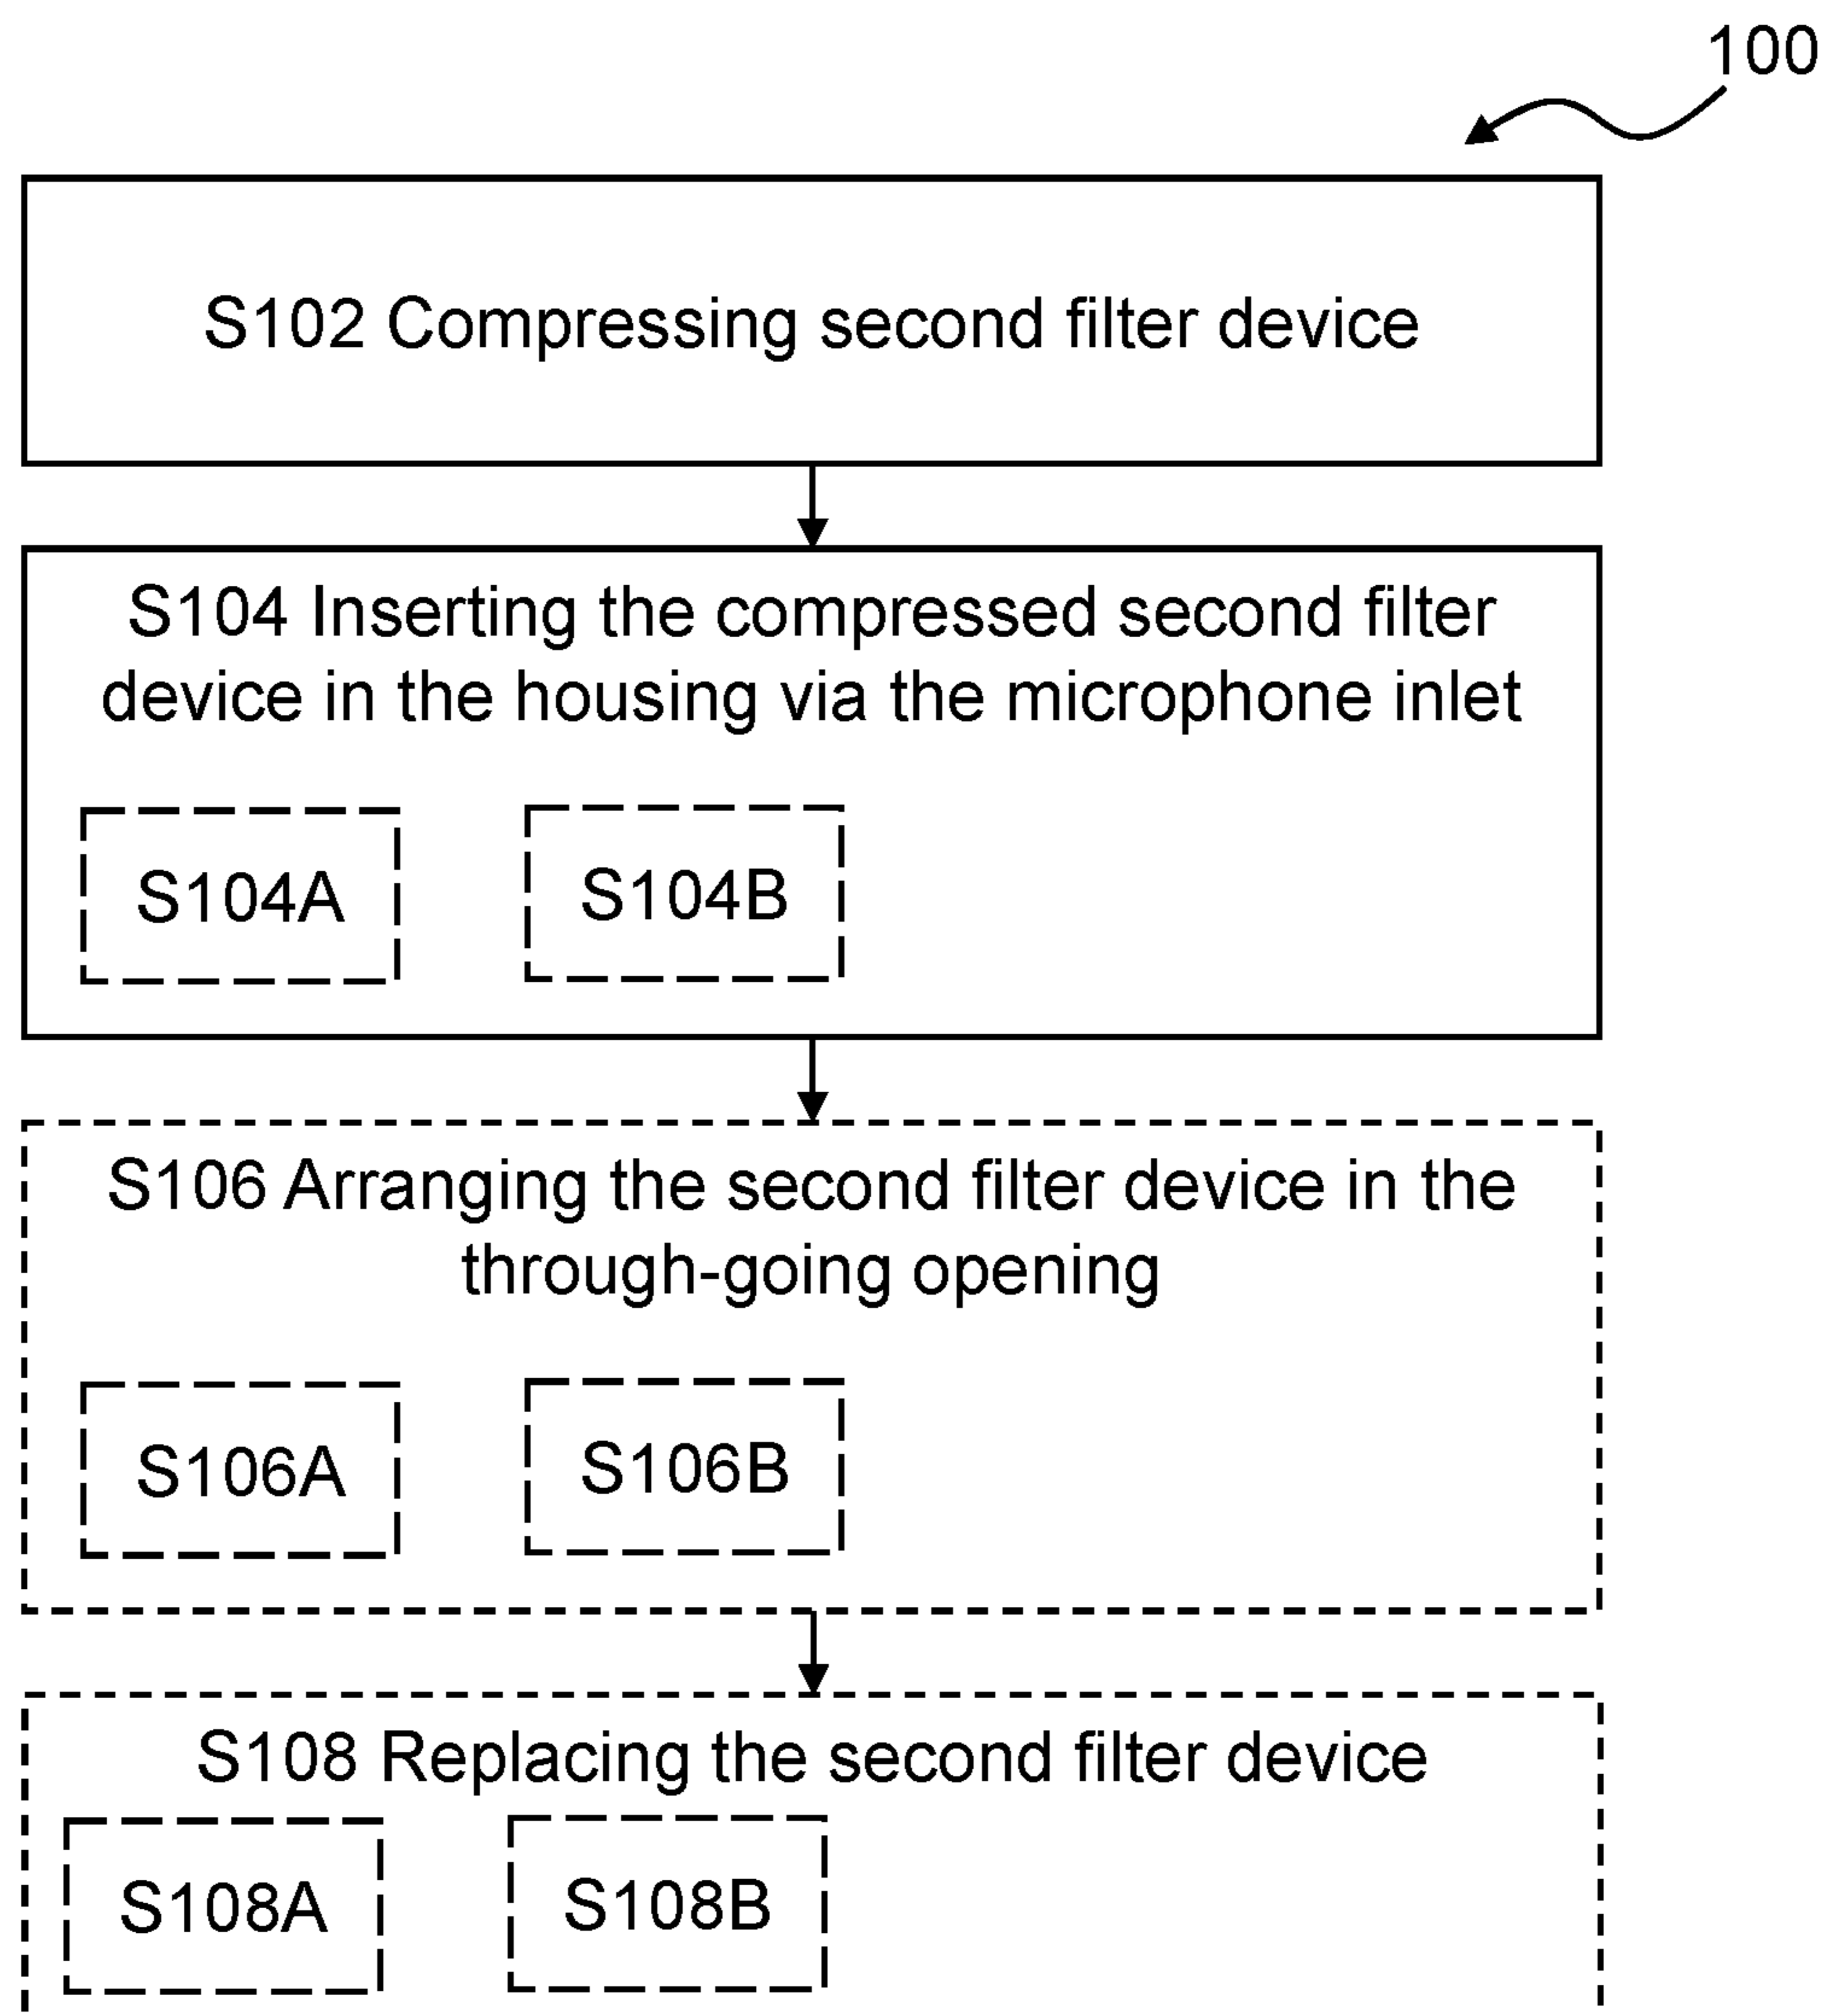 100
S102 Compressing second filter device
S104 Inserting the compressed second filter
device in the housing via the microphone inlet
S104A
S104B
S106 Arranging the second filter device in the
through-going opening
S106A
S106B
S108 Replacing the second filter device
S108A
S108B